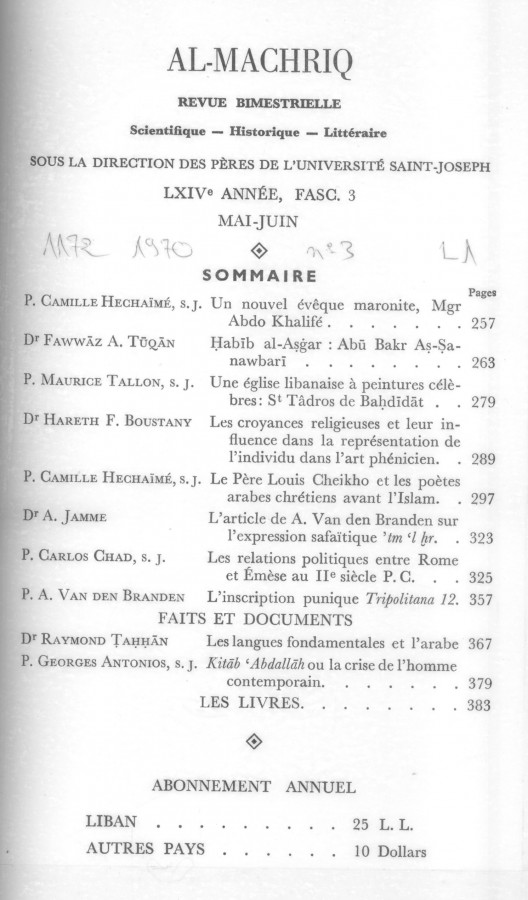 AL-MACHRIQ
REVUE BIMESTRIELLE
Scientifique — Historique — Littéraire
SOUS LA DIRECTION DES PÈRES DE L'UNIVERSITÉ SAINT-JOSEPH
LXIVe ANNÉE, FASC. 3
MAI-JUIN
1970 n° 3
SOMMAIRE
Pages
P. CAMILLE HECHAÏMÉ, S. J. Un nouvel évêque maronite, Mgr
Abdo Khalifé . . . . . . . 257
Dr FAWWĀZ A. ṬŪQĀN Ḥabīb al-Aṣġar : Abū Bakr Aṣ-Ṣa-
nawbarī . . . . . . . 263
P. MAURICE TALLON, S. J. Une église libanaise à peintures célè-
bres: St Tâdros de Baḥdīdāt . . 279
Dr HARETH F. BOUSTANY Les croyances religieuses et leur in-
fluence dans la représentation de
l'individu dans l'art phénicien. . 289
P. CAMILLE HECHAÏMÉ, S. J. Le Père Louis Cheikho et les poètes
arabes chrétiens avant l'Islam. . 297
Dr A. JAMME L'article de A. Van den Branden sur
l'expression safaïtique 'tm 'l ḫr. . 323
P. CARLOS CHAD, S. J. Les relations politiques entre Rome
et Émèse au IIe siècle P. C. . . 325
P. A. VAN DEN BRANDEN L'inscription punique Tripolitana 12. 357
FAITS ET DOCUMENTS
Dr RAYMOND TAḤḤĀN Les langues fondamentales et l'arabe 367
P. GEORGES ANTONIOS, S. J. Kitāb 'Abdallāh ou la crise de l'homme
contemporain. . . . . . . 379
LES LIVRES. . . . . . . . 383
ABONNEMENT ANNUEL
LIBAN . . . . . . . . . 25 L. L.
AUTRES PAYS . . . . . . 10 Dollars